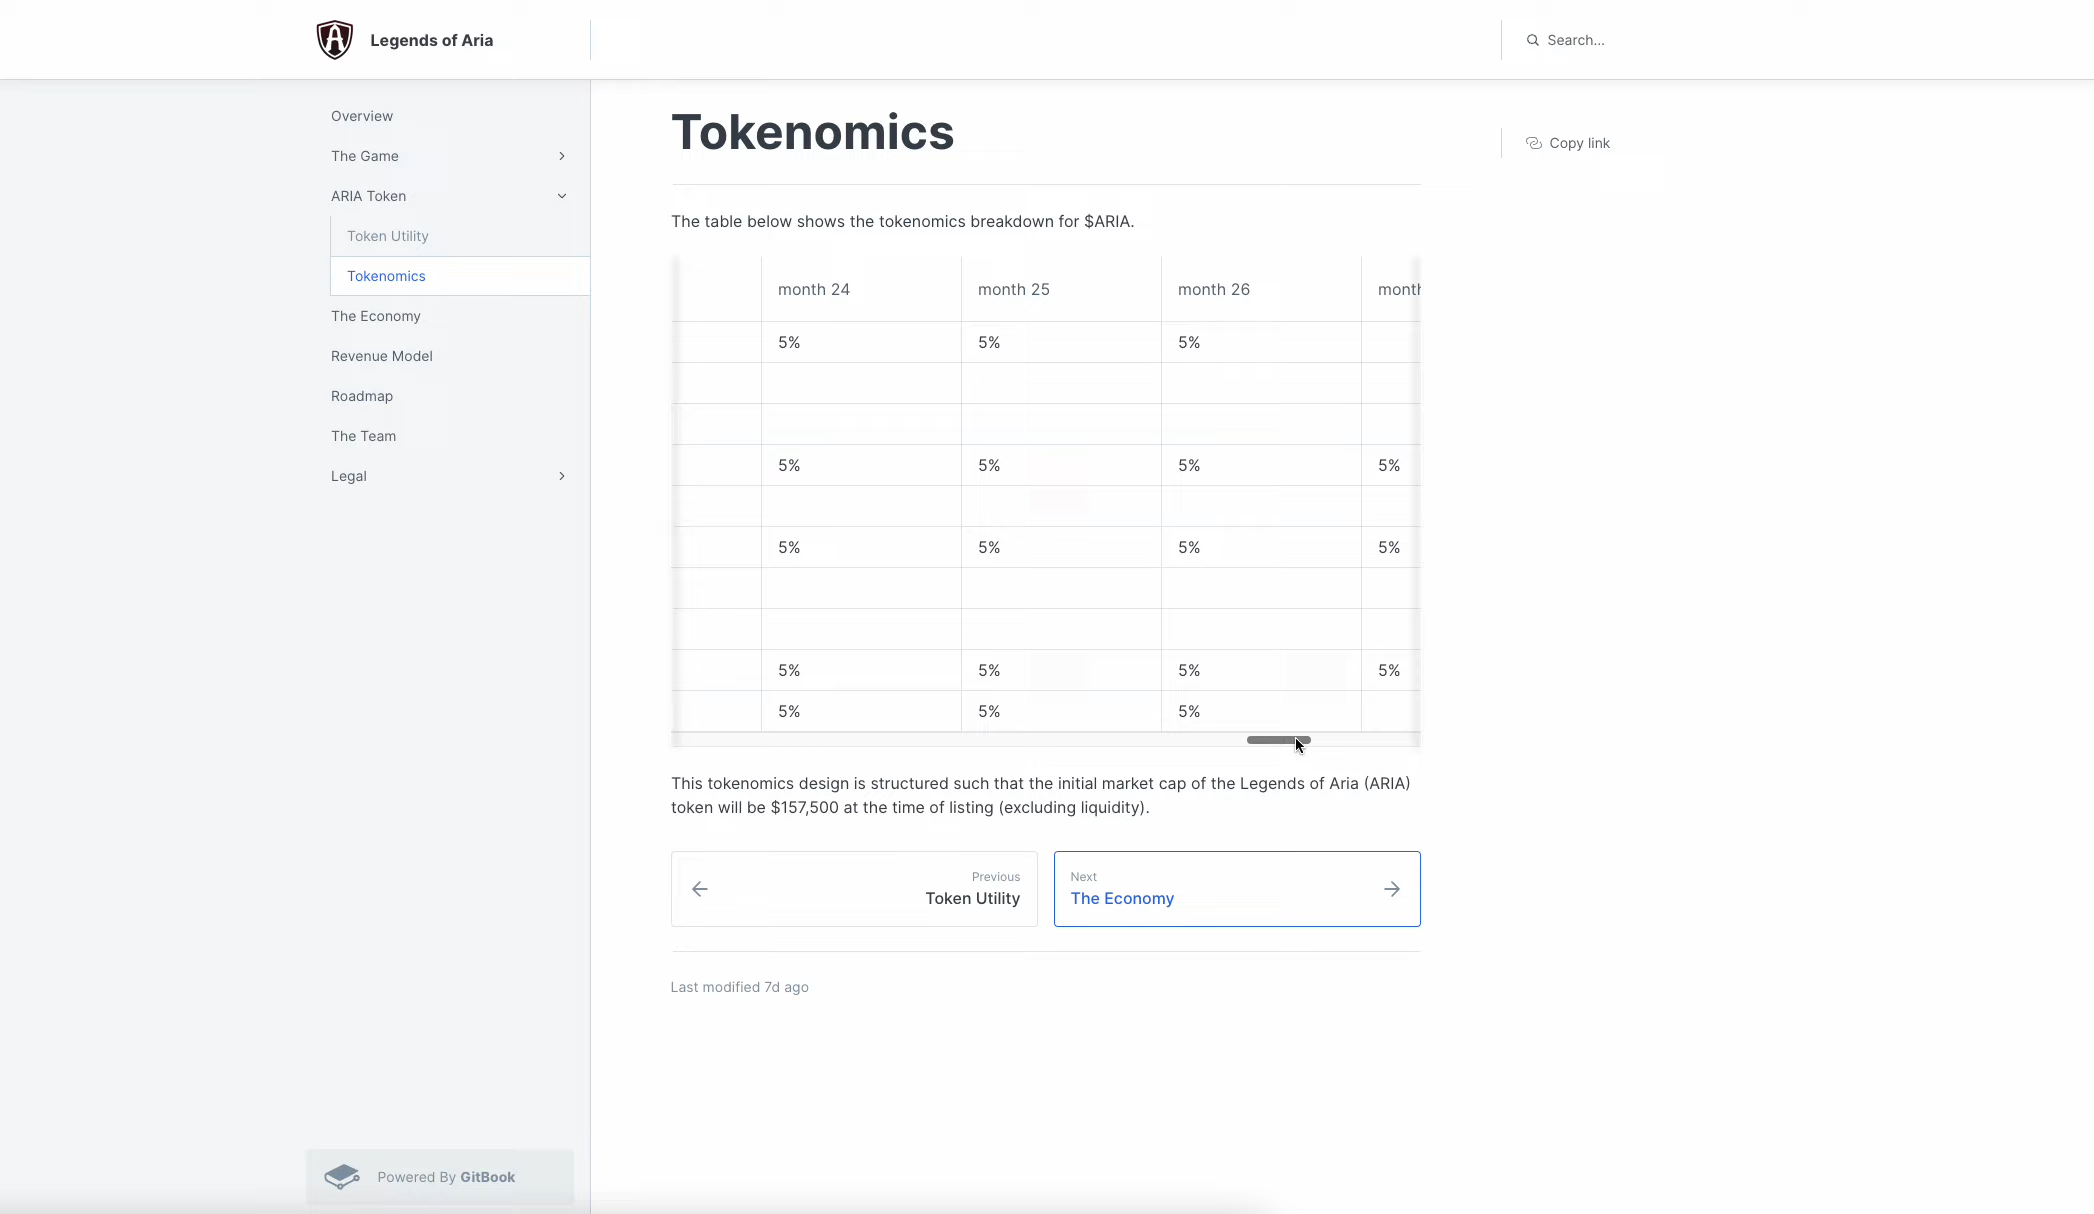 Legends of Aria
Search...
Overview
The Game
ARIA Token
Token Utility
Tokenomics
The Economy
Revenue Model
Roadmap
The Team
Legal
Powered By GitBook
Tokenomics
Copy link
The table below shows the tokenomics breakdown for $ARIA.
month 24 month 25 month 26 month
5% 5% 5%
5% 5% 5% 5%
5% 5% 5% 5%
5% 5% 5% 5%
5% 5% 5%
This tokenomics design is structured such that the initial market cap of the Legends of Aria (ARIA)
token will be $157,500 at the time of listing (excluding liquidity).
Previous
Token Utility
Next
The Economy
Last modified 7d ago